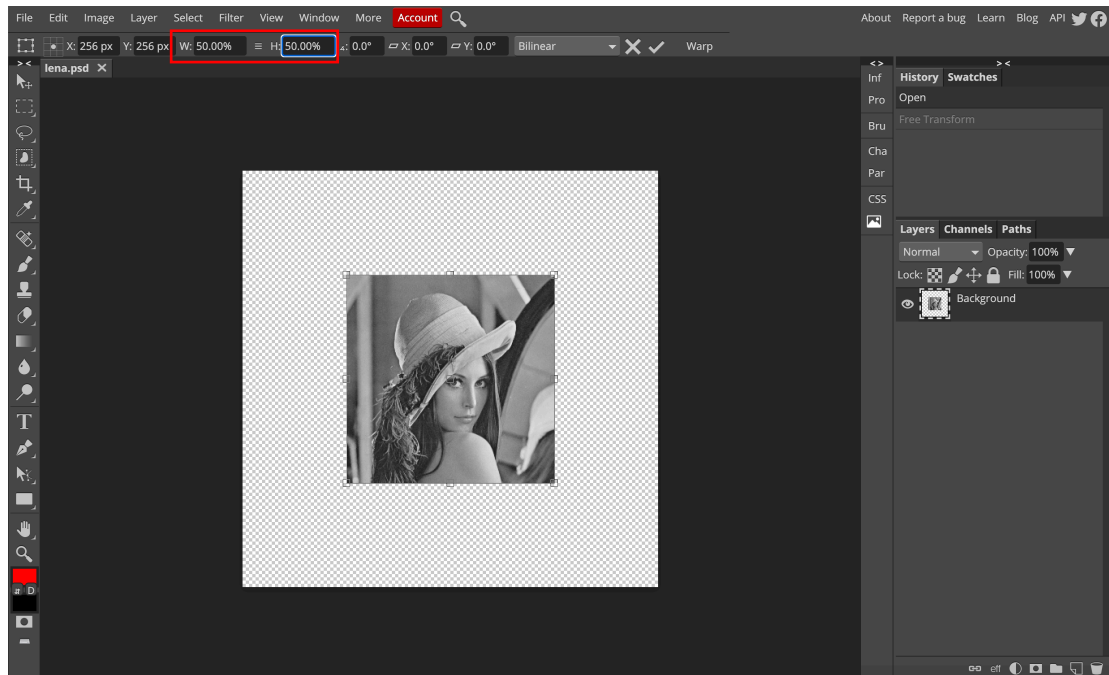 File Edit Image Layer Select Filter View Window More Account About Report a bug Learn Blog API
X: 256 px Y: 256 px W: 50.00% H: 50.00% 0.0° X: 0.0° Y: 0.0° Bilinear Warp
> < < > > <
lena.psd Inf History Swatches
Pro Open
Bru Free Transform
Cha
Par
CSS
Layers Channels Paths
Normal Opacity: 100%
Lock: Fill: 100%
Background
T
D
eff